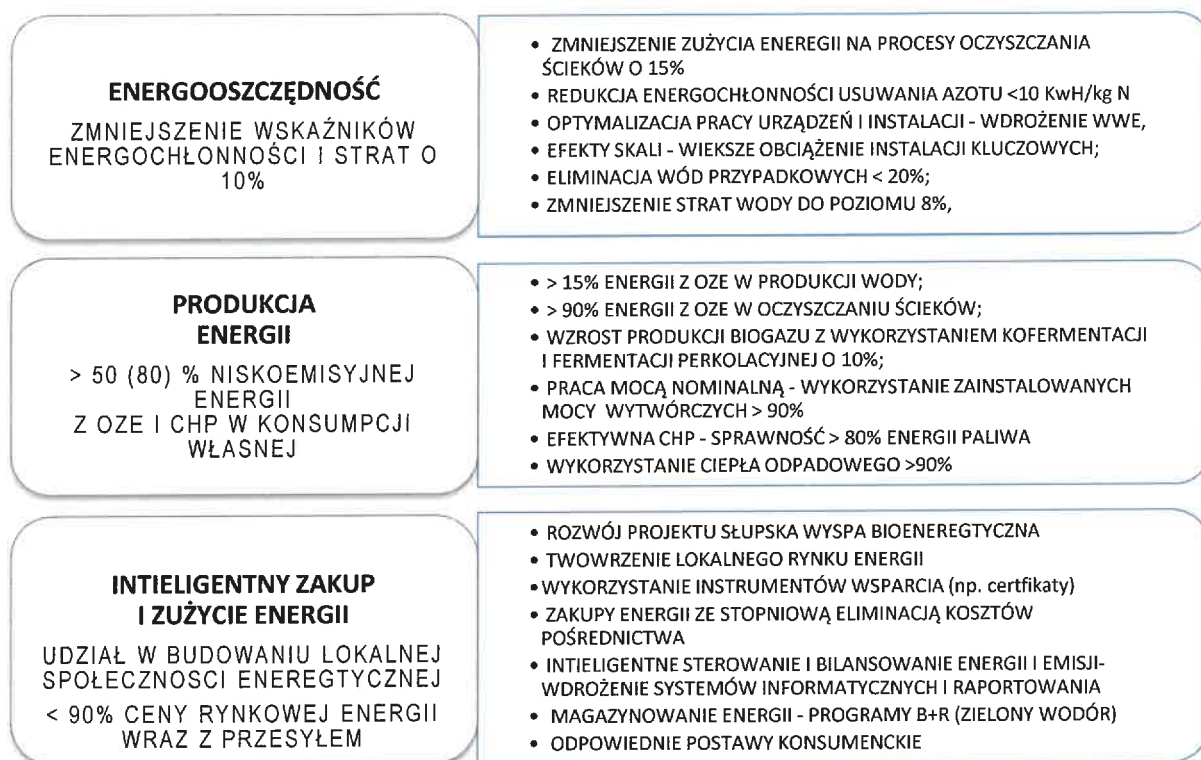 ENERGOOSZCZĘDNOŚĆ
ZMNIEJSZENIE WSKAŹNIKÓW
ENERGOCHŁONNOŚCI I STRAT O
10%
• ZMNIEJSZENIE ZUŻYCIA ENEREGII NA PROCESY OCZYSZCZANIA
ŚCIEKÓW O 15%
• REDUKCJA ENERGOCHŁONNOŚCI USUWANIA AZOTU <10 KwH/kg N
• OPTYMALIZACJA PRACY URZĄDZEŃ I INSTALACJI - WDROŻENIE WWE,
• EFEKTY SKALI - WIEKSZE OBCIĄŻENIE INSTALACJI KLUCZOWYCH;
• ELIMINACJA WÓD PRZYPADKOWYCH < 20%;
• ZMNIEJSZENIE STRAT WODY DO POZIOMU 8%,
PRODUKCJA
ENERGII
> 50 (80) % NISKOEMISYJNEJ
ENERGII
Z OZE I CHP W KONSUMPCJI
WŁASNEJ
• > 15% ENERGII Z OZE W PRODUKCJI WODY;
• > 90% ENERGII Z OZE W OCZYSZCZANIU ŚCIEKÓW;
• WZROST PRODUKCJI BIOGAZU Z WYKORZYSTANIEM KOFERMENTACJI
I FERMENTACJI PERKOLACYJNEJ O 10%;
• PRACA MOCĄ NOMINALNĄ - WYKORZYSTANIE ZAINSTALOWANYCH
MOCY WYTWÓRCZYCH > 90%
• EFEKTYWNA CHP - SPRAWNOŚĆ > 80% ENERGII PALIWA
• WYKORZYSTANIE CIEPŁA ODPADOWEGO >90%
INTIELIGENTNY ZAKUP
I ZUŻYCIE ENERGII
UDZIAŁ W BUDOWANIU LOKALNEJ
SPOŁECZNOSCI ENEREGTYCZNEJ
< 90% CENY RYNKOWEJ ENERGII
WRAZ Z PRZESYŁEM
• ROZWÓJ PROJEKTU SŁUPSKA WYSPA BIOENEREGTYCZNA
• TWOWRZENIE LOKALNEGO RYNKU ENERGII
• WYKORZYSTANIE INSTRUMENTÓW WSPARCIA (np. certfikaty)
• ZAKUPY ENERGII ZE STOPNIOWĄ ELIMINACJĄ KOSZTÓW
POŚREDNICTWA
• INTIELIGENTNE STEROWANIE I BILANSOWANIE ENERGII I EMISJI-
WDROŻENIE SYSTEMÓW INFORMATYCZNYCH I RAPORTOWANIA
• MAGAZYNOWANIE ENERGII - PROGRAMY B+R (ZIELONY WODÓR)
• ODPOWIEDNIE POSTAWY KONSUMENCKIE